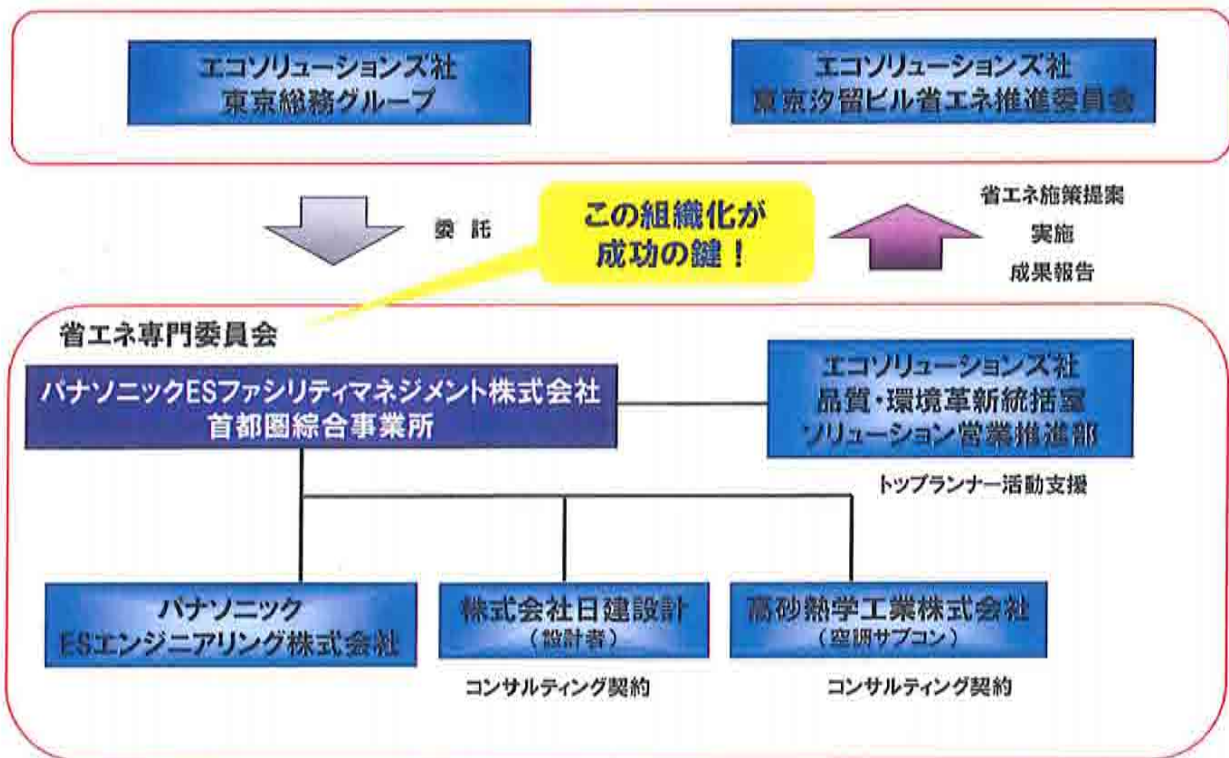 エコソリューションズ社
東京総務グループ
エコソリューションズ社
東京汐留ビル省エネ推進委員会
委 託
この組織化が
成功の鍵！
省エネ施策提案
実施
成果報告
省エネ専門委員会
パナソニックESファシリティマネジメント株式会社
首都圏綜合事業所
エコソリューションズ社
品質・環境革新統括室
ソリューション営業推進部
トップランナー活動支援
パナソニック
ESエンジニアリング株式会社
株式会社日建設計
（設計者）
コンサルティング契約
高砂熱学工業株式会社
（空調サブコン）
コンサルティング契約